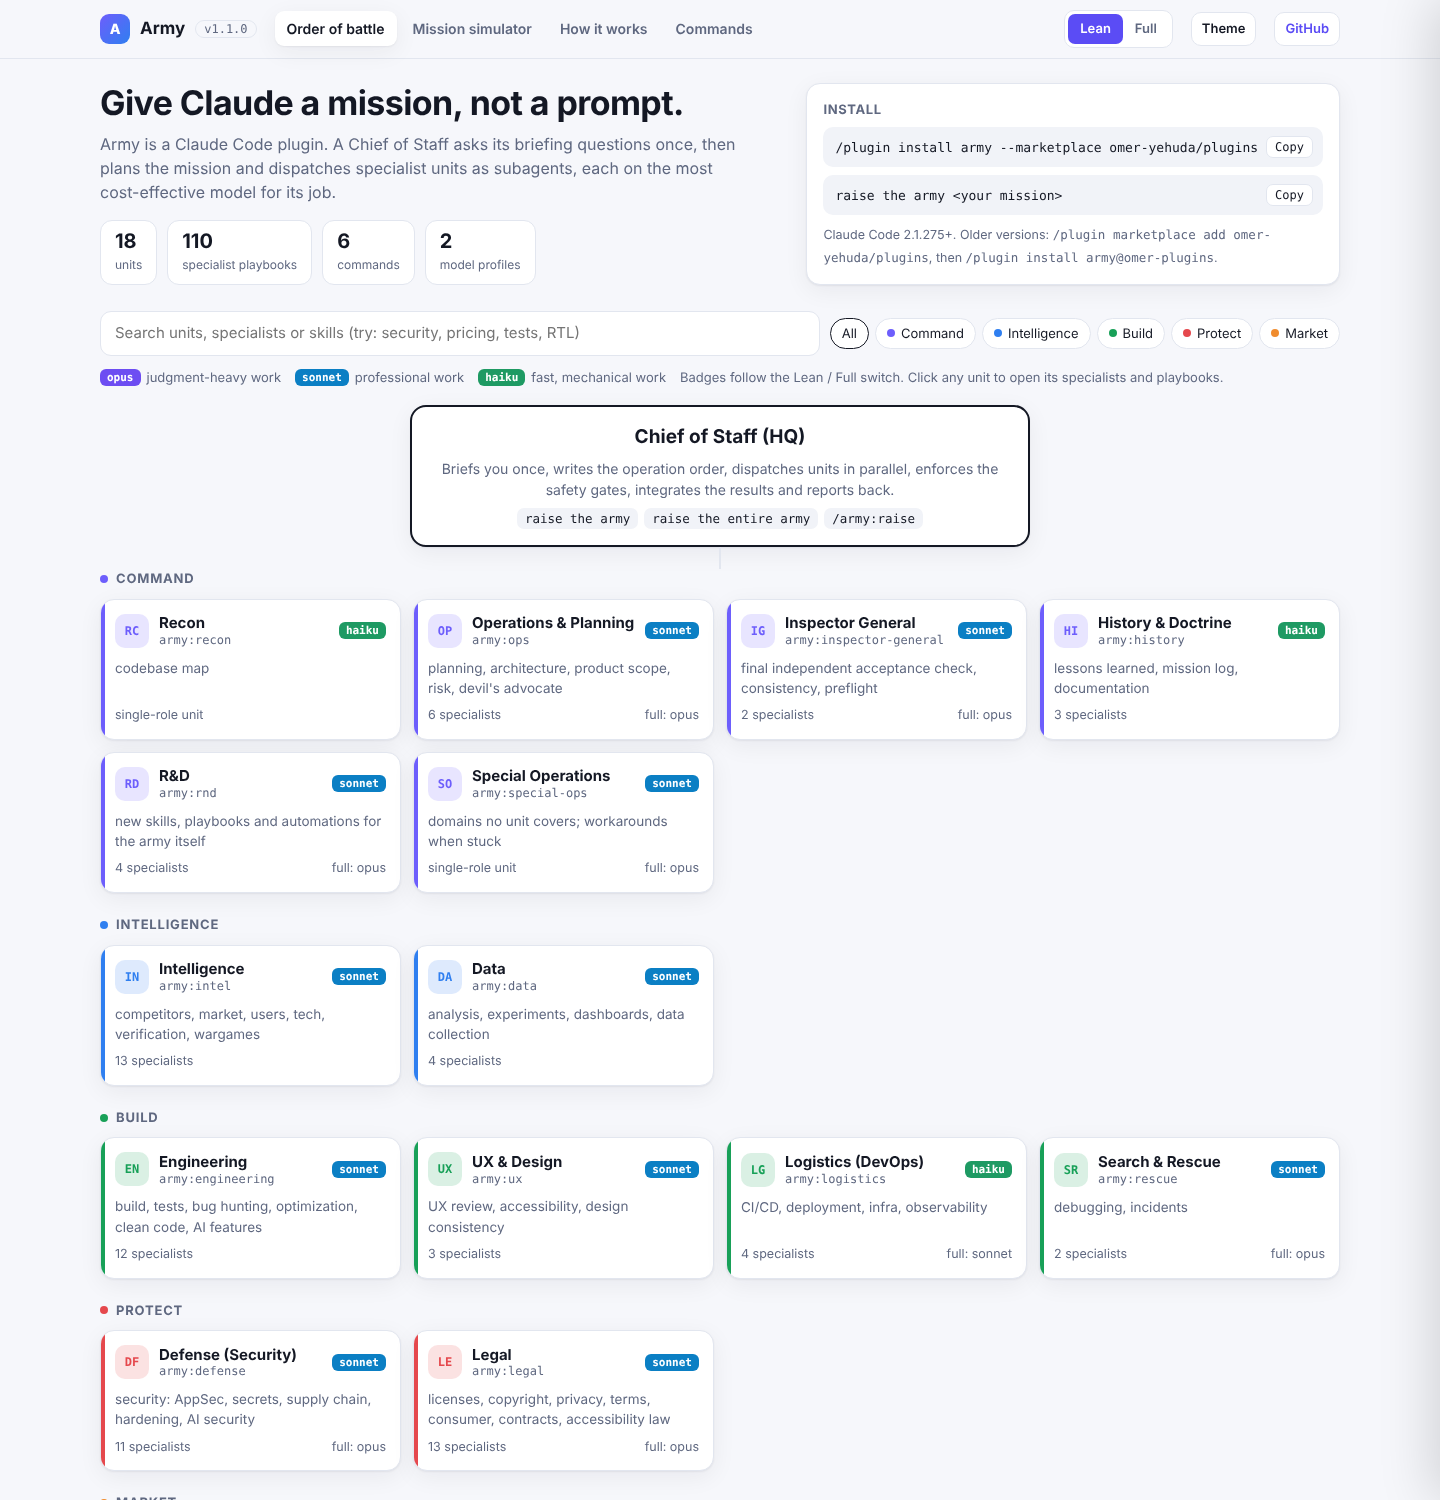 A Army v1.1.0 Order of battle Mission simulator How it works Commands Lean Full Theme GitHub
Give Claude a mission, not a prompt.
Army is a Claude Code plugin. A Chief of Staff asks its briefing questions once, then
plans the mission and dispatches specialist units as subagents, each on the most
cost-effective model for its job.
18 units
110 specialist playbooks
6 commands
2 model profiles
INSTALL
/plugin install army --marketplace omer-yehuda/plugins Copy
raise the army <your mission> Copy
Claude Code 2.1.275+. Older versions: /plugin marketplace add omer-
yehuda/plugins, then /plugin install army@omer-plugins.
Search units, specialists or skills (try: security, pricing, tests, RTL)
All Command Intelligence Build Protect Market
opus judgment-heavy work sonnet professional work haiku fast, mechanical work Badges follow the Lean / Full switch. Click any unit to open its specialists and playbooks.
Chief of Staff (HQ)
Briefs you once, writes the operation order, dispatches units in parallel, enforces the
safety gates, integrates the results and reports back.
raise the army raise the entire army /army:raise
COMMAND
RC Recon haiku
army:recon
codebase map
single-role unit
OP Operations & Planning sonnet
army:ops
planning, architecture, product scope,
risk, devil's advocate
6 specialists full: opus
IG Inspector General sonnet
army:inspector-general
final independent acceptance check,
consistency, preflight
2 specialists full: opus
HI History & Doctrine haiku
army:history
lessons learned, mission log,
documentation
3 specialists
RD R&D sonnet
army:rnd
new skills, playbooks and automations for
the army itself
4 specialists full: opus
SO Special Operations sonnet
army:special-ops
domains no unit covers; workarounds
when stuck
single-role unit full: opus
INTELLIGENCE
IN Intelligence sonnet
army:intel
competitors, market, users, tech,
verification, wargames
13 specialists
DA Data sonnet
army:data
analysis, experiments, dashboards, data
collection
4 specialists
BUILD
EN Engineering sonnet
army:engineering
build, tests, bug hunting, optimization,
clean code, AI features
12 specialists
UX UX & Design sonnet
army:ux
UX review, accessibility, design
consistency
3 specialists
LG Logistics (DevOps) haiku
army:logistics
CI/CD, deployment, infra, observability
4 specialists full: sonnet
SR Search & Rescue sonnet
army:rescue
debugging, incidents
2 specialists full: opus
PROTECT
DF Defense (Security) sonnet
army:defense
security: AppSec, secrets, supply chain,
hardening, AI security
11 specialists full: opus
LE Legal sonnet
army:legal
licenses, copyright, privacy, terms,
consumer, contracts, accessibility law
13 specialists full: opus
MARKET